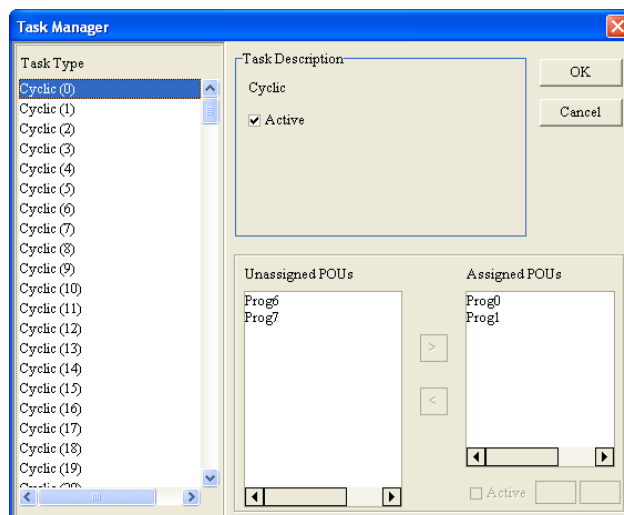 Task Manager
Task Type
Cyclic (0)
Cyclic (1)
Cyclic (2)
Cyclic (3)
Cyclic (4)
Cyclic (5)
Cyclic (6)
Cyclic (7)
Cyclic (8)
Cyclic (9)
Cyclic (10)
Cyclic (11)
Cyclic (12)
Cyclic (13)
Cyclic (14)
Cyclic (15)
Cyclic (16)
Cyclic (17)
Cyclic (18)
Cyclic (19)
Task Description
Cyclic
Active
OK
Cancel
Unassigned POUs
Prog6
Prog7
>
<
Assigned POUs
Prog0
Prog1
Active